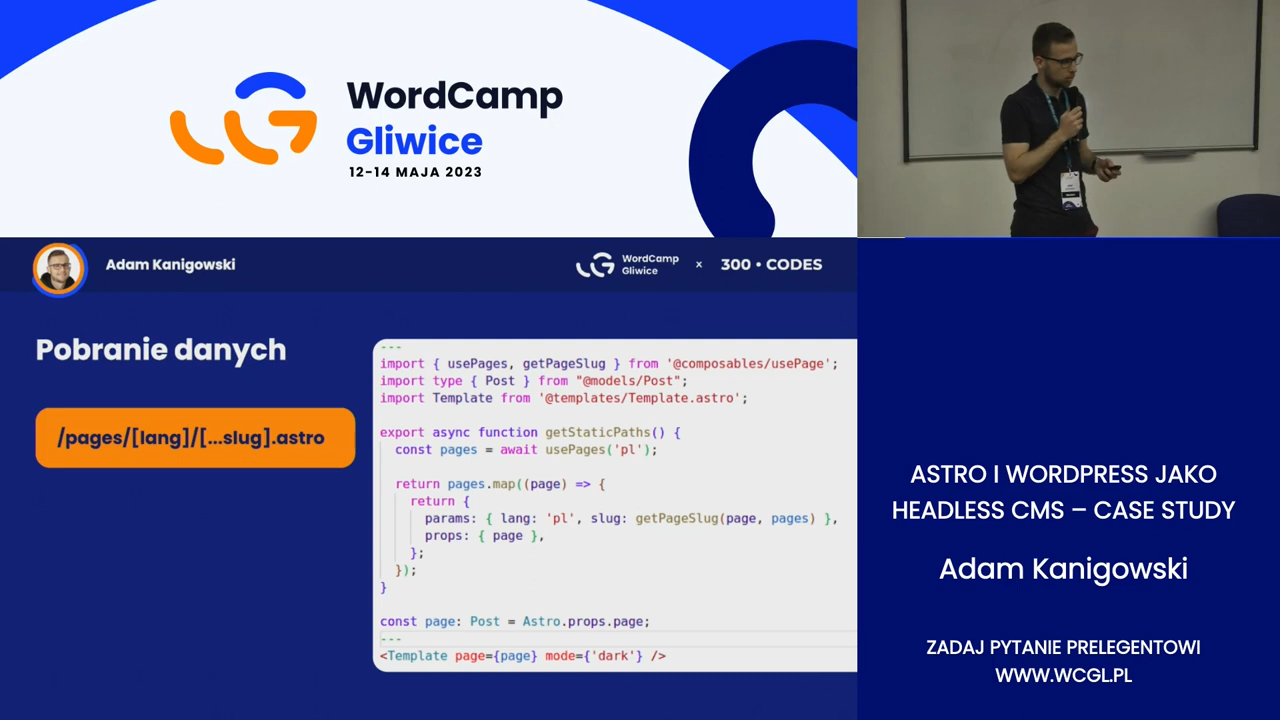 WordCamp
Gliwice
12-14 MAJA 2023
Adam Kanigowski
WordCamp
Gliwice
x
300 • CODES
Pobranie danych
/pages/[lang]/[...slug].astro
---
import { usePages, getPageSlug } from '@composables/usePage';
import type { Post } from "@models/Post";
import Template from '@templates/Template.astro';
export async function getStaticPaths() {
const pages = await usePages('pl');
return pages.map((page) => {
return {
params: { lang: 'pl', slug: getPageSlug(page, pages) },
props: { page },
};
});
}
const page: Post = Astro.props.page;
---
<Template page={page} mode={'dark'} />
ASTRO I WORDPRESS JAKO
HEADLESS CMS – CASE STUDY
Adam Kanigowski
ZADAJ PYTANIE PRELEGENTOWI
WWW.WCGL.PL